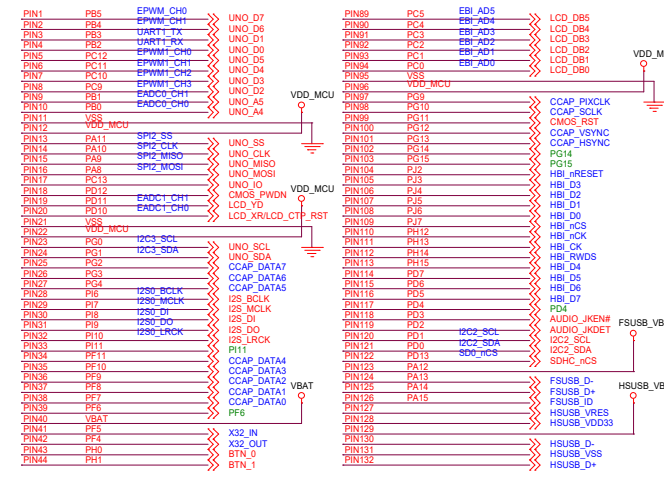 PIN1 PB5 EPWM_CH0 UNO_D7
PIN2 PB4 EPWM_CH1 UNO_D6
PIN3 PB3 UART1_TX UNO_D1
PIN4 PB2 UART1_RX UNO_D0
PIN5 PC12 EPWM1_CH0 UNO_D5
PIN6 PC11 EPWM1_CH1 UNO_D4
PIN7 PC10 EPWM1_CH2 UNO_D3
PIN8 PC9 EPWM1_CH3 UNO_D2
PIN9 PB1 EADC0_CH1 UNO_A5
PIN10 PB0 EADC0_CH0 UNO_A4
VDD_MCU
PIN11 VSS
PIN12 VDD_MCU
PIN13 PA11 SPI2_SS UNO_SS
PIN14 PA10 SPI2_CLK UNO_CLK
PIN15 PA9 SPI2_MISO UNO_MISO
PIN16 PA8 SPI2_MOSI UNO_MOSI
PIN17 PC13 UNO_IO
PIN18 PD12 CMOS_PWDN
PIN19 PD11 EADC1_CH1 LCD_YD
PIN20 PD10 EADC1_CH0 LCD_XR/LCD_CTP_RST
VDD_MCU
PIN21 VSS
PIN22 VDD_MCU
PIN23 PG0 I2C3_SCL UNO_SCL
PIN24 PG1 I2C3_SDA UNO_SDA
PIN25 PG2 CCAP_DATA7
PIN26 PG3 CCAP_DATA6
PIN27 PG4 CCAP_DATA5
PIN28 PI6 I2S0_BCLK I2S_BCLK
PIN29 PI7 I2S0_MCLK I2S_MCLK
PIN30 PI8 I2S0_DI I2S_DI
PIN31 PI9 I2S0_DO I2S_DO
PIN32 PI10 I2S0_LRCK I2S_LRCK
PIN33 PI11 PI11
PIN34 PF11 CCAP_DATA4
PIN35 PF10 CCAP_DATA3
PIN36 PF9 CCAP_DATA2
PIN37 PF8 CCAP_DATA1
PIN38 PF7 CCAP_DATA0
PIN39 PF6 PF6
VBAT
PIN40 VBAT
PIN41 PF5 X32_IN
PIN42 PF4 X32_OUT
PIN43 PH0 BTN_0
PIN44 PH1 BTN_1
PIN89 PC5 EBI_AD5 LCD_DB5
PIN90 PC4 EBI_AD4 LCD_DB4
PIN91 PC3 EBI_AD3 LCD_DB3
PIN92 PC2 EBI_AD2 LCD_DB2
PIN93 PC1 EBI_AD1 LCD_DB1
PIN94 PC0 EBI_AD0 LCD_DB0
VDD_M
PIN95 VSS
PIN96 VDD_MCU
PIN97 PG9 CCAP_PIXCLK
PIN98 PG10 CCAP_SCLK
PIN99 PG11 CMOS_RST
PIN100 PG12 CCAP_VSYNC
PIN101 PG13 CCAP_HSYNC
PIN102 PG14 PG14
PIN103 PG15 PG15
PIN104 PJ2 HBI_nRESET
PIN105 PJ3 HBI_D3
PIN106 PJ4 HBI_D2
PIN107 PJ5 HBI_D1
PIN108 PJ6 HBI_D0
PIN109 PJ7 HBI_nCS
PIN110 PH12 HBI_nCK
PIN111 PH13 HBI_CK
PIN112 PH14 HBI_RWDS
PIN113 PH15 HBI_D4
PIN114 PD7 HBI_D5
PIN115 PD6 HBI_D6
PIN116 PD5 HBI_D7
PIN117 PD4 PD4
PIN118 PD3 AUDIO_JKEN#
PIN119 PD2 AUDIO_JKDET
PIN120 PD1 I2C2_SCL I2C2_SCL
PIN121 PD0 I2C2_SDA I2C2_SDA
PIN122 PD13 SD0_nCS SDHC_nCS
FSUSB_VB
PIN123 PA12
PIN124 PA13 FSUSB_D-
PIN125 PA14 FSUSB_D+
PIN126 PA15 FSUSB_ID
PIN127 HSUSB_VRES
PIN128 HSUSB_VDD33
HSUSB_VB
PIN129
PIN130 HSUSB_D-
PIN131 HSUSB_VSS
PIN132 HSUSB_D+